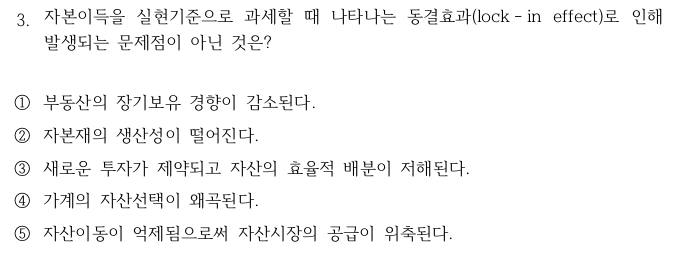 3. 자본이득을 실현기준으로 과세할 때 나타나는 동결효과(lock-in effect)로 인해
발생되는 문제점이 아닌 것은?
① 부동산의 장기보유 경향이 감소된다.
② 자본재의 생산성이 떨어진다.
③ 새로운 투자가 제약되고 자산의 효율적 배분이 저해된다.
④ 가계의 자산선택이 왜곡된다.
⑤ 자산이동이 억제됨으로써 자산시장의 공급이 위축된다.